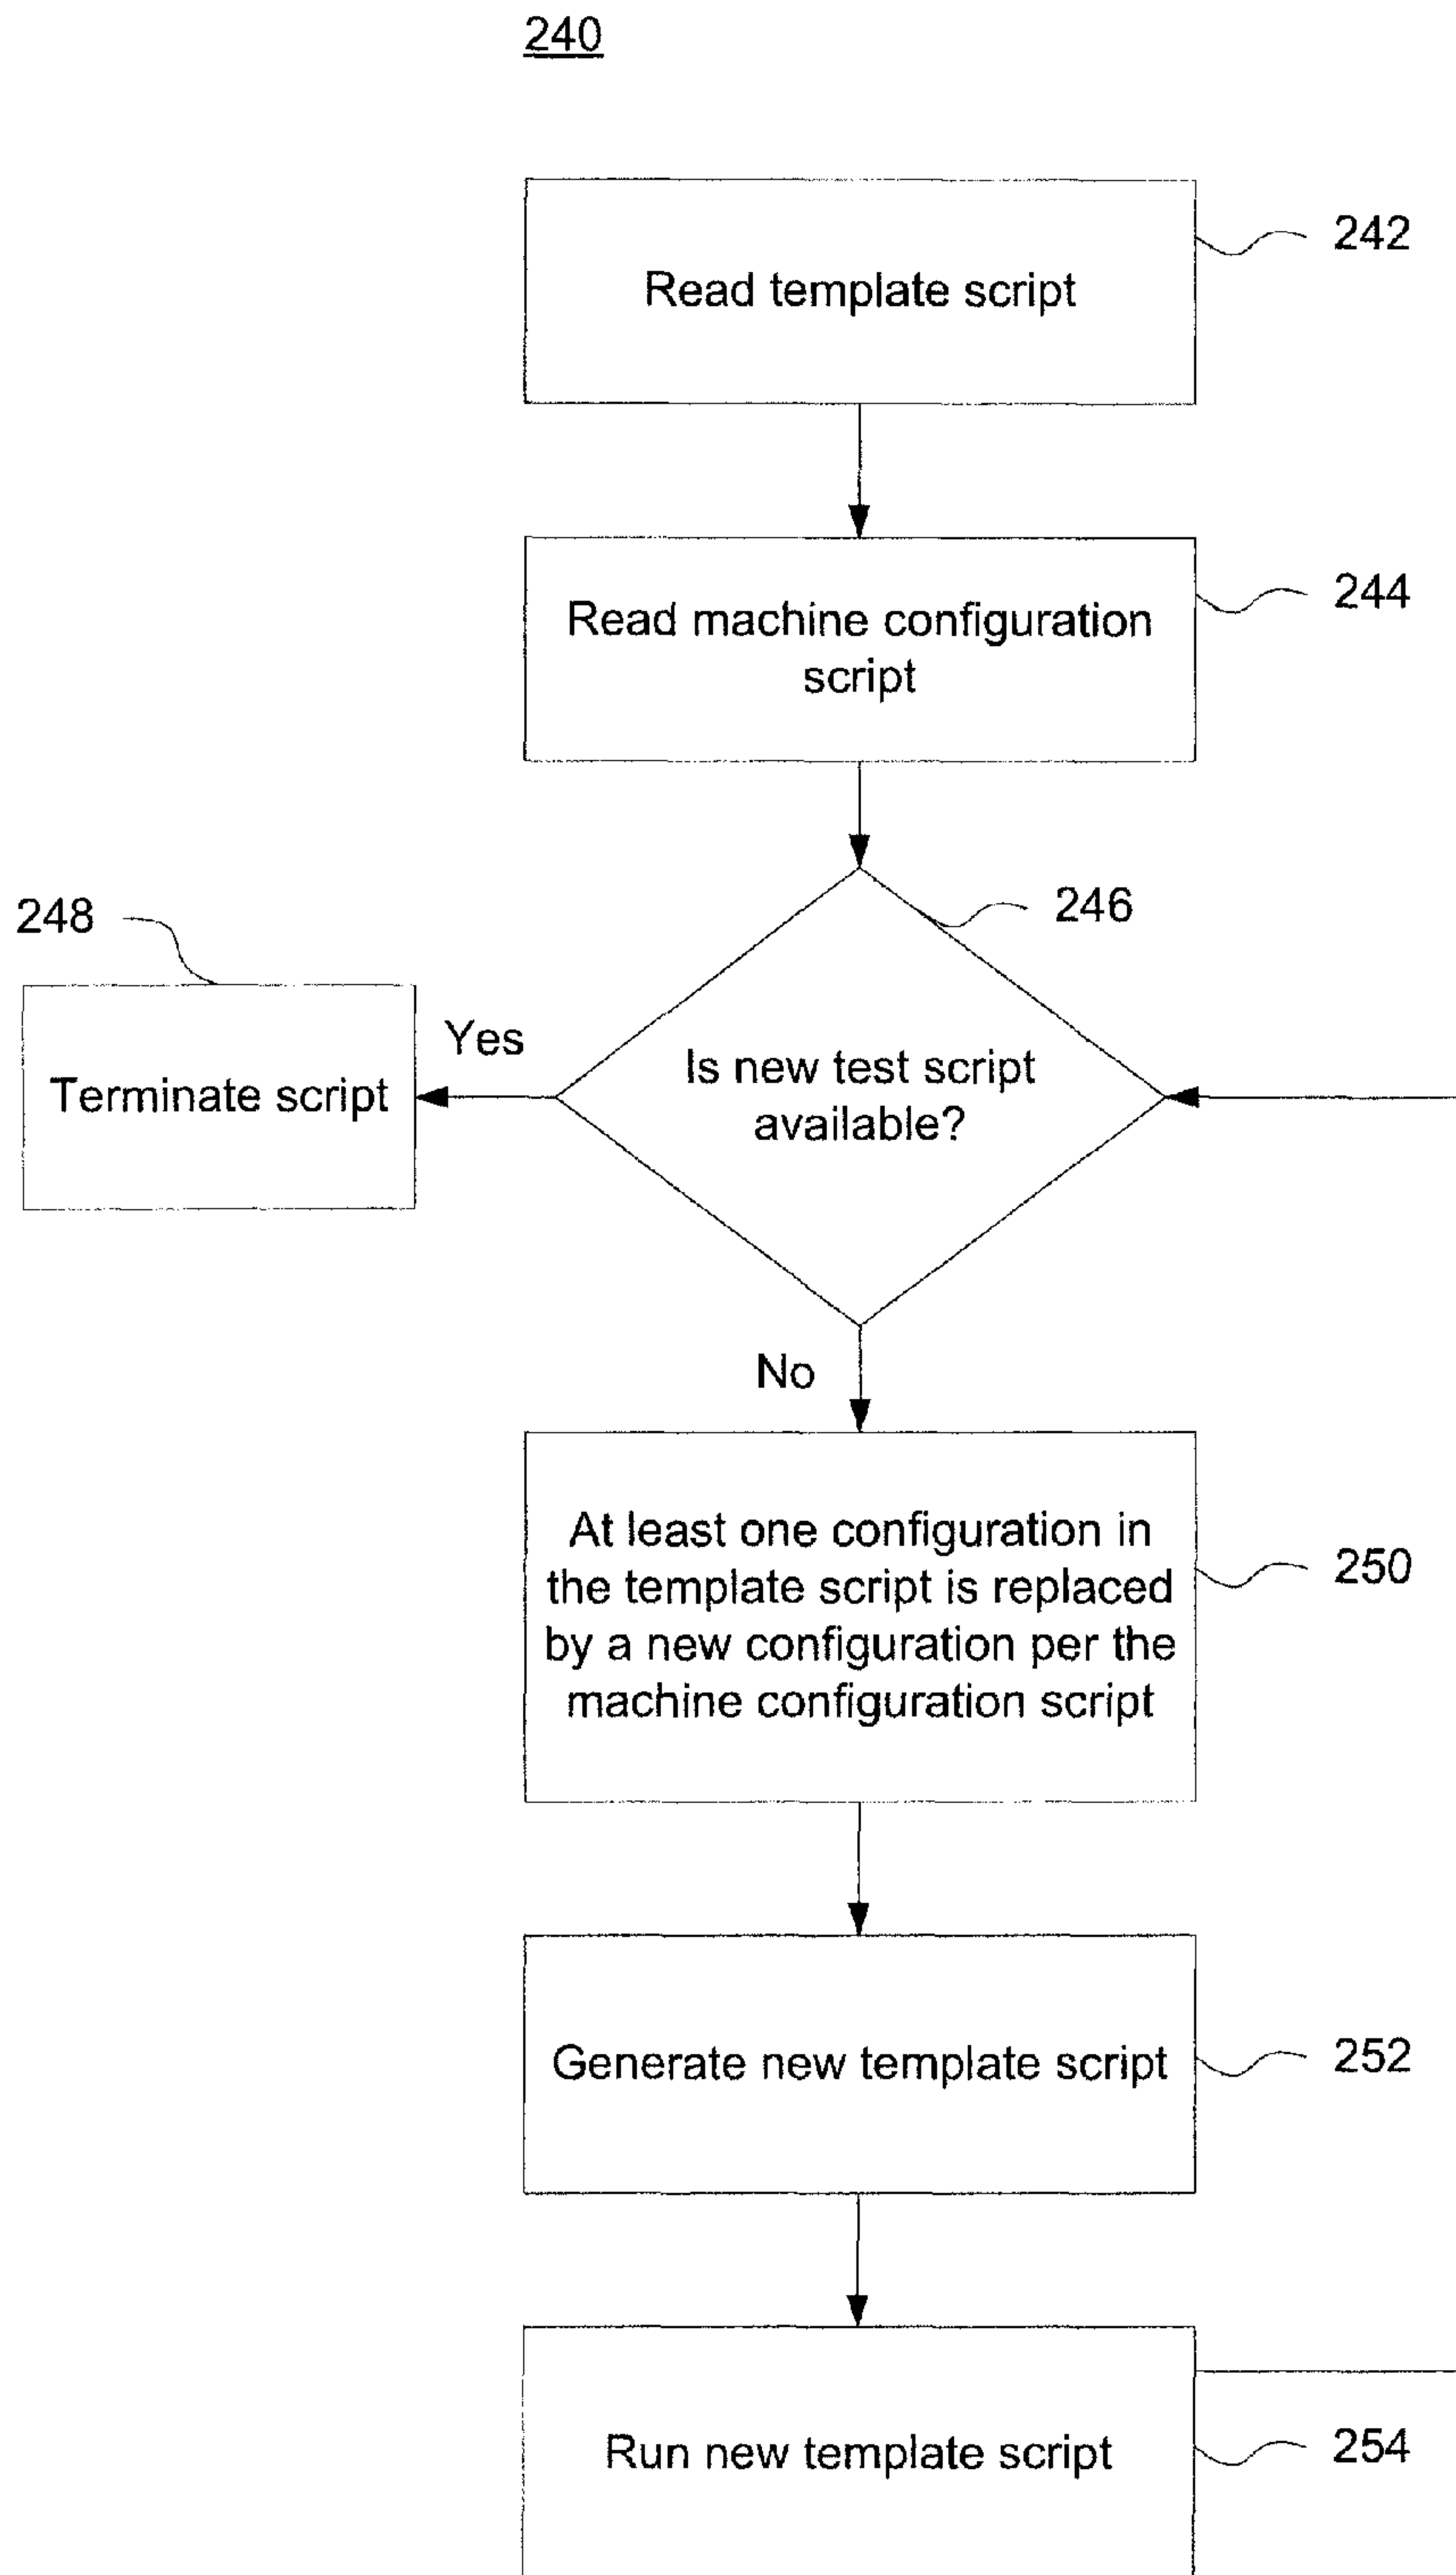 240
242
Read template script
244
Read machine configuration
script
246
248
Yes
Is new test script
available?
Terminate script
No
At least one configuration in
the template script is replaced
by a new configuration per the
machine configuration script
250
Generate new template script
252
Run new template script
254